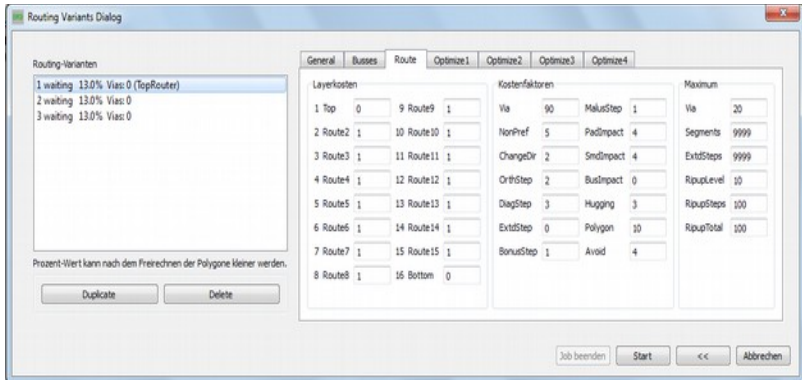 Routing Variants Dialog
Routing-Varianten
1 waiting 13.0% Vias: 0 (TopRouter)
2 waiting 13.0% Vias: 0
3 waiting 13.0% Vias: 0
Prozent-Wert kann nach dem Freirechnen der Polygone kleiner werden.
Duplicate Delete
General Busses Route Optimize1 Optimize2 Optimize3 Optimize4
Layerkosten
1 Top 0 9 Route9 1
2 Route2 1 10 Route10 1
3 Route3 1 11 Route11 1
4 Route4 1 12 Route12 1
5 Route5 1 13 Route13 1
6 Route6 1 14 Route14 1
7 Route7 1 15 Route15 1
8 Route8 1 16 Bottom 0
Kostenfaktoren
Via 90 MalusStep 1
NonPref 5 PadImpact 4
ChangeDir 2 SmdImpact 4
OrthStep 2 BusImpact 0
DiagStep 3 Hugging 3
ExtdStep 0 Polygon 10
BonusStep 1 Avoid 4
Maximum
Via 20
Segments 9999
ExtdSteps 9999
RipupLevel 10
RipupSteps 100
RipupTotal 100
Job beenden Start << Abbrechen